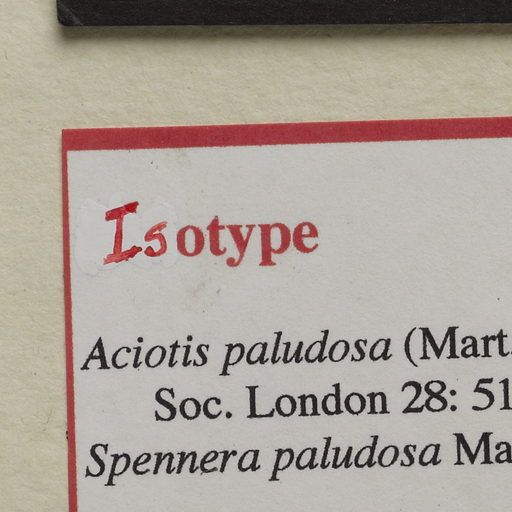 Isotype
Aciotis paludosa (Mart.
Soc. London 28: 51
Spennera paludosa Ma